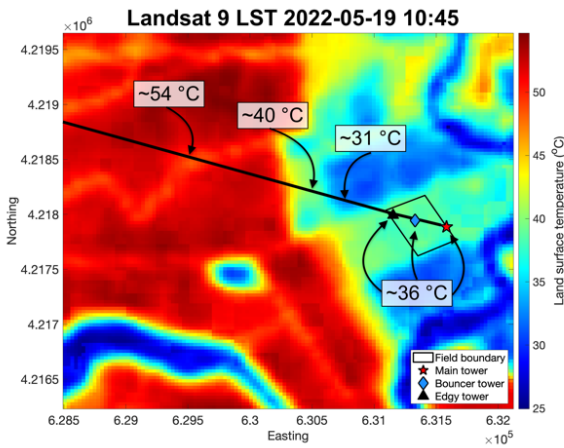 Landsat 9 LST 2022-05-19 10:45
×10⁶
4.2195
4.219
4.2185
4.218
4.2175
4.217
4.2165
Northing
~54 °C
~40 °C
~31 °C
~36 °C
Field boundary
Main tower
Bouncer tower
Edgy tower
6.285
6.29
6.295
6.3
6.305
6.31
6.315
6.32
×10⁵
Easting
50
45
40
35
30
25
Land surface temperature (°C)